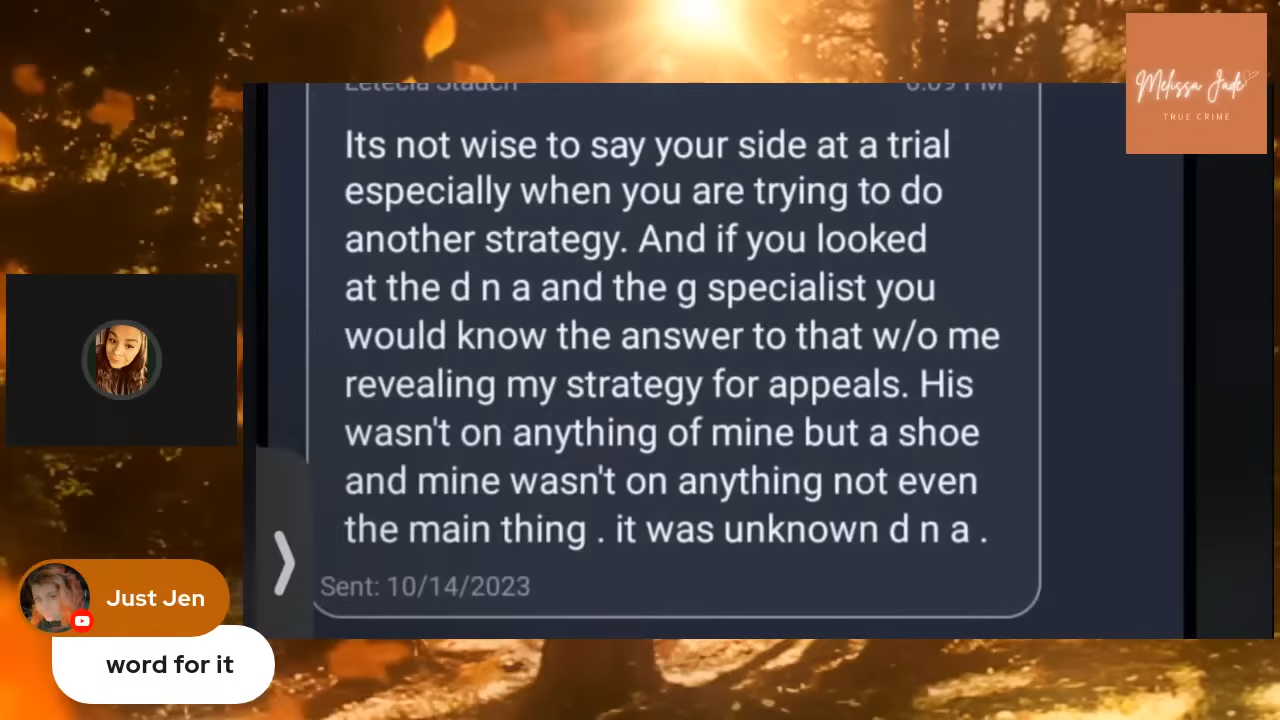 Melissa Jade
TRUE CRIME
Letecia Stauch
Its not wise to say your side at a trial
especially when you are trying to do
another strategy. And if you looked
at the d n a and the g specialist you
would know the answer to that w/o me
revealing my strategy for appeals. His
wasn't on anything of mine but a shoe
and mine wasn't on anything not even
the main thing . it was unknown d n a .
Sent: 10/14/2023
Just Jen
word for it